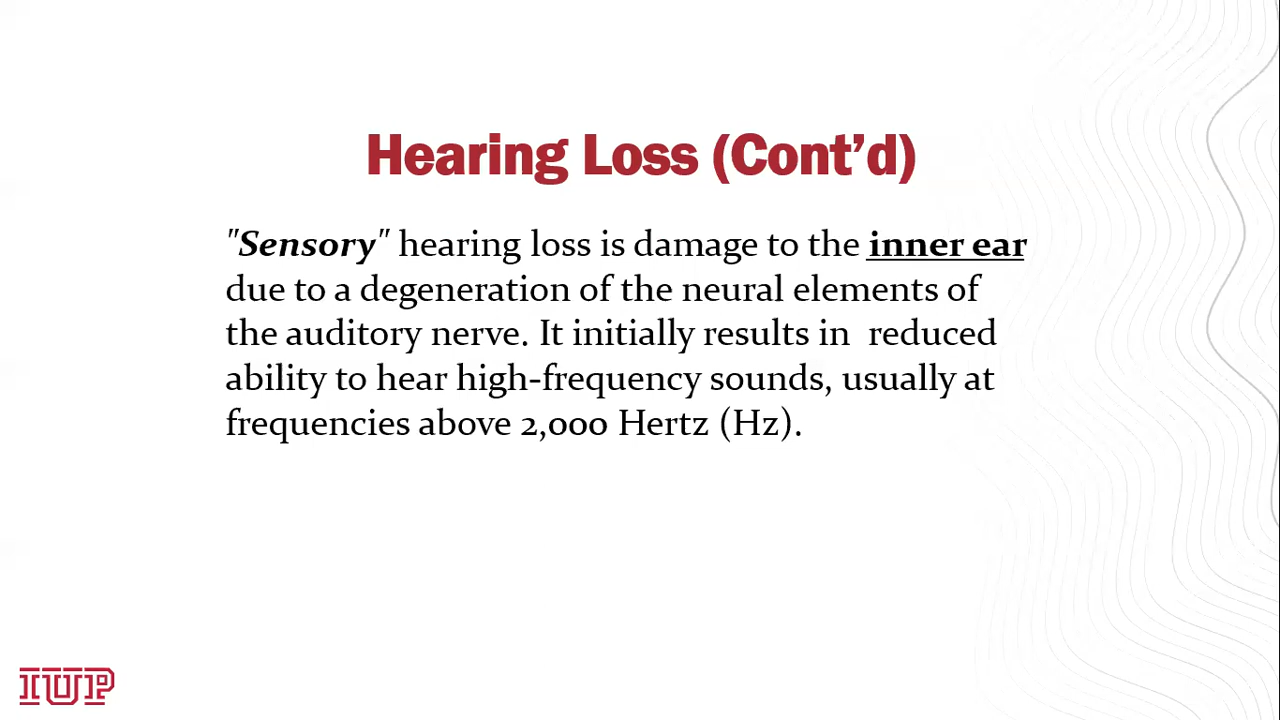 Hearing Loss (Cont’d)
"Sensory" hearing loss is damage to the inner ear
due to a degeneration of the neural elements of
the auditory nerve. It initially results in  reduced
ability to hear high-frequency sounds, usually at
frequencies above 2,000 Hertz (Hz).
IUP